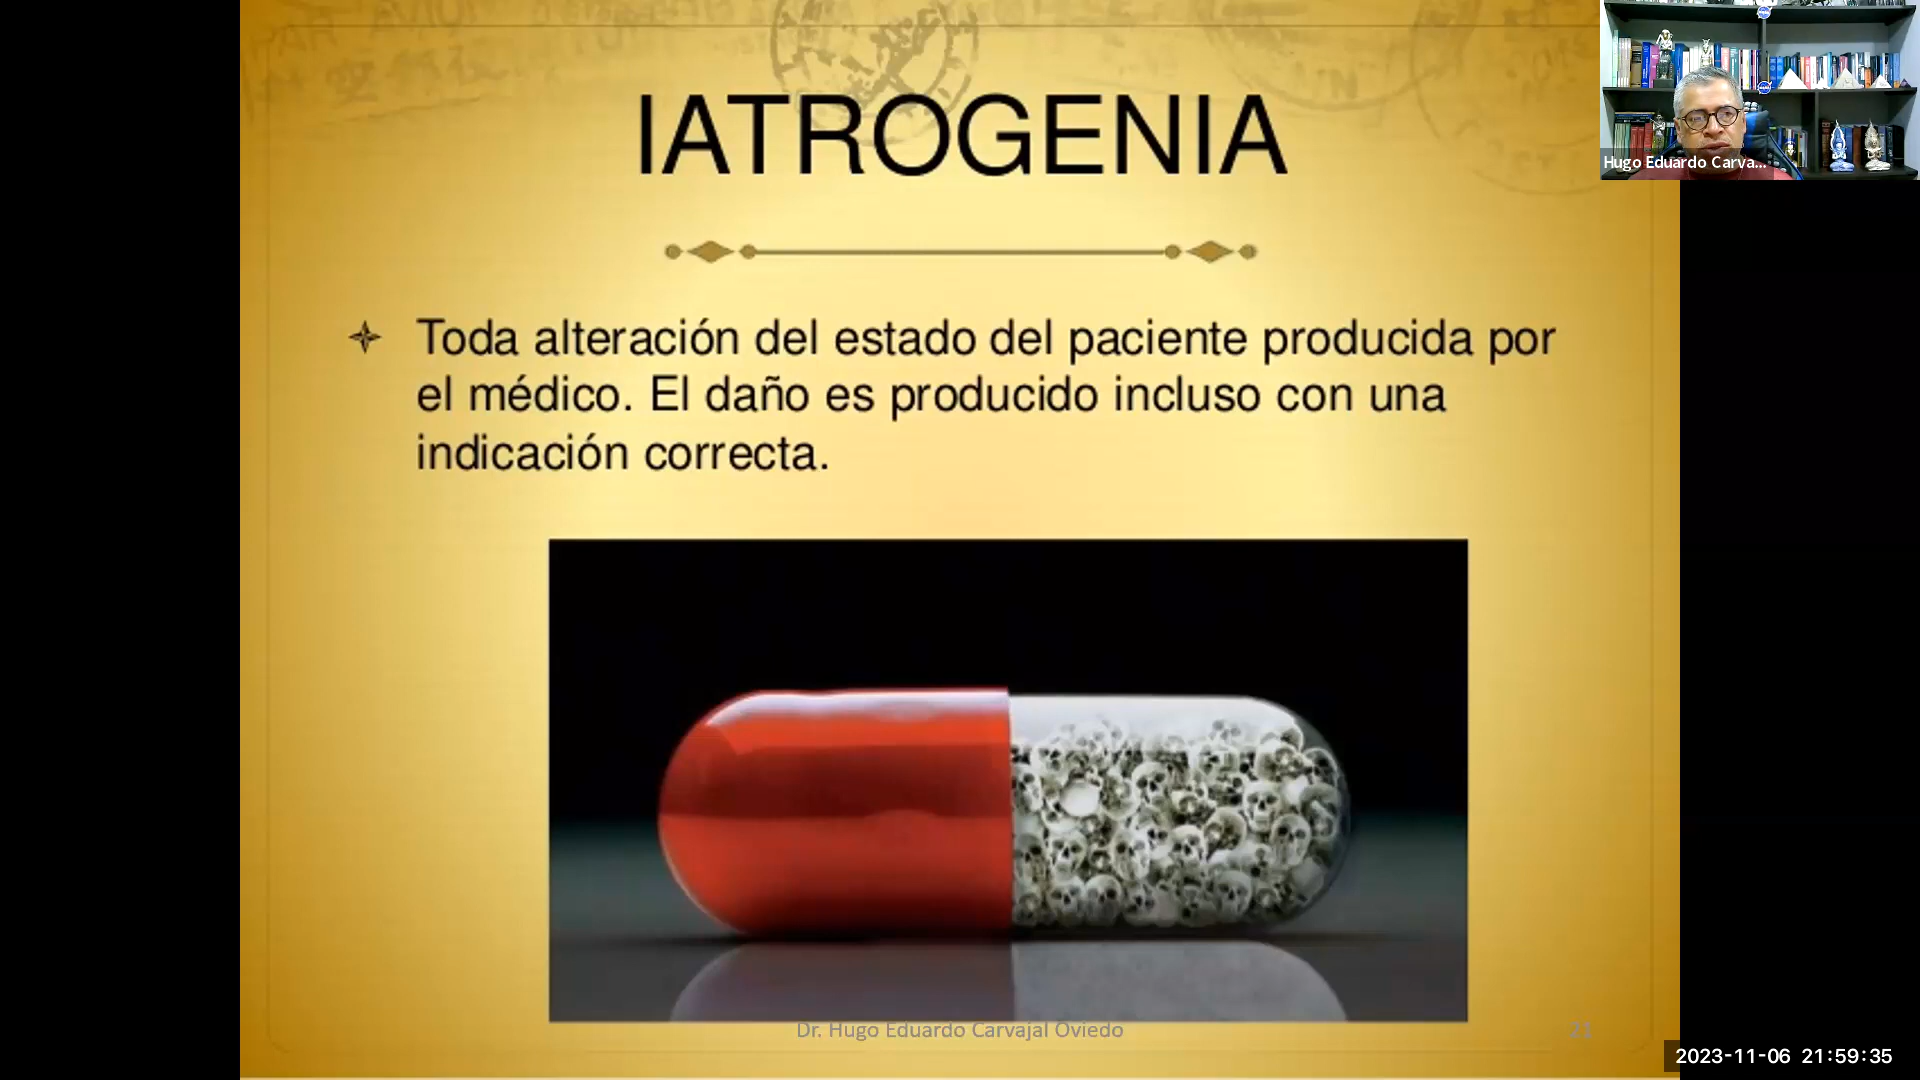 IATROGENIA
Toda alteración del estado del paciente producida por
el médico. El daño es producido incluso con una
indicación correcta.
Hugo Eduardo Carva...
Dr. Hugo Eduardo Carvajal Oviedo
21
2023-11-06 21:59:35